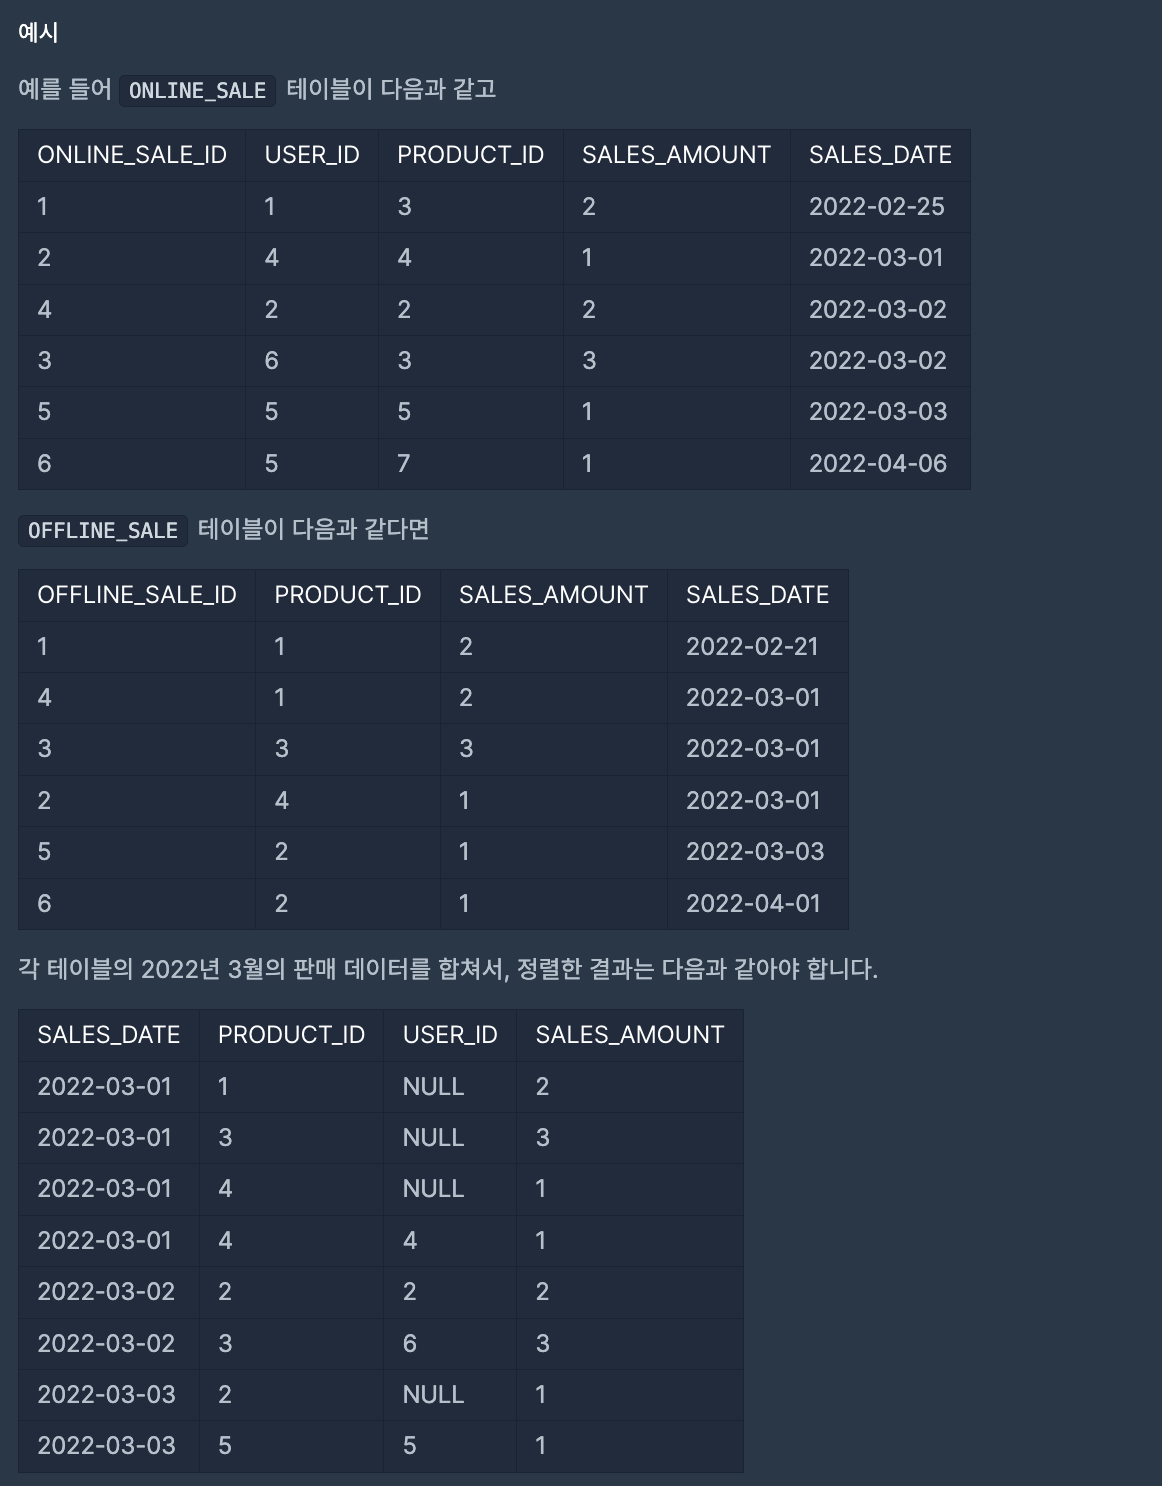 예시
예를 들어 ONLINE_SALE 테이블이 다음과 같고
ONLINE_SALE_ID USER_ID PRODUCT_ID SALES_AMOUNT SALES_DATE
1 1 3 2 2022-02-25
2 4 4 1 2022-03-01
4 2 2 2 2022-03-02
3 6 3 3 2022-03-02
5 5 5 1 2022-03-03
6 5 7 1 2022-04-06
OFFLINE_SALE 테이블이 다음과 같다면
OFFLINE_SALE_ID PRODUCT_ID SALES_AMOUNT SALES_DATE
1 1 2 2022-02-21
4 1 2 2022-03-01
3 3 3 2022-03-01
2 4 1 2022-03-01
5 2 1 2022-03-03
6 2 1 2022-04-01
각 테이블의 2022년 3월의 판매 데이터를 합쳐서, 정렬한 결과는 다음과 같아야 합니다.
SALES_DATE PRODUCT_ID USER_ID SALES_AMOUNT
2022-03-01 1 NULL 2
2022-03-01 3 NULL 3
2022-03-01 4 NULL 1
2022-03-01 4 4 1
2022-03-02 2 2 2
2022-03-02 3 6 3
2022-03-03 2 NULL 1
2022-03-03 5 5 1